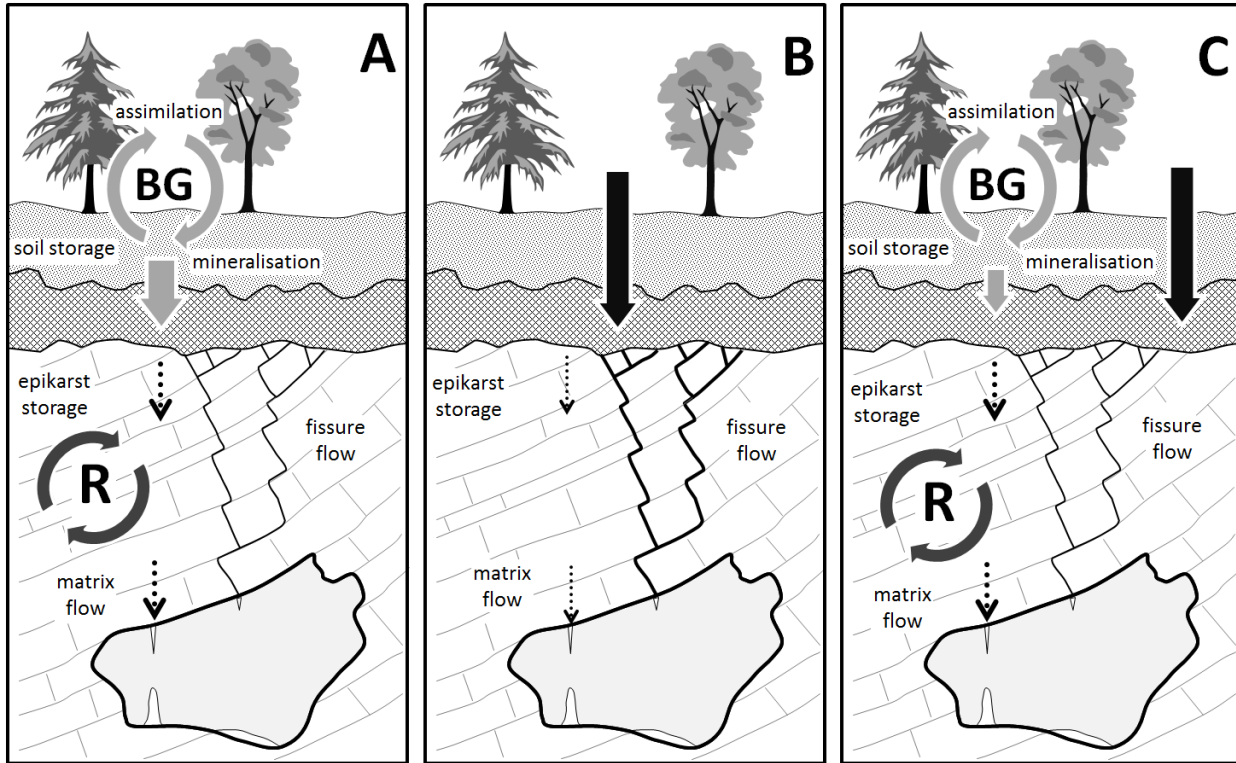 A
assimilation
BG
soil storage
mineralisation
epikarst
storage
fissure
flow
R
matrix
flow
B
epikarst
storage
fissure
flow
matrix
flow
C
assimilation
BG
soil storage
mineralisation
epikarst
storage
fissure
flow
R
matrix
flow